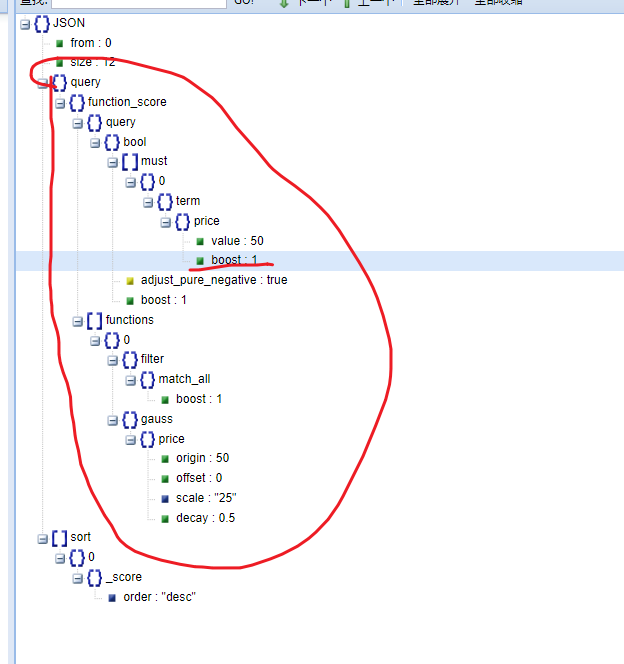 查找:
GO!
下一个
上一个
全部展开
全部收缩
JSON
from : 0
size : 12
query
function_score
query
bool
must
0
term
price
value : 50
boost : 1
adjust_pure_negative : true
boost : 1
functions
0
filter
match_all
boost : 1
gauss
price
origin : 50
offset : 0
scale : "25"
decay : 0.5
sort
0
_score
order : "desc"